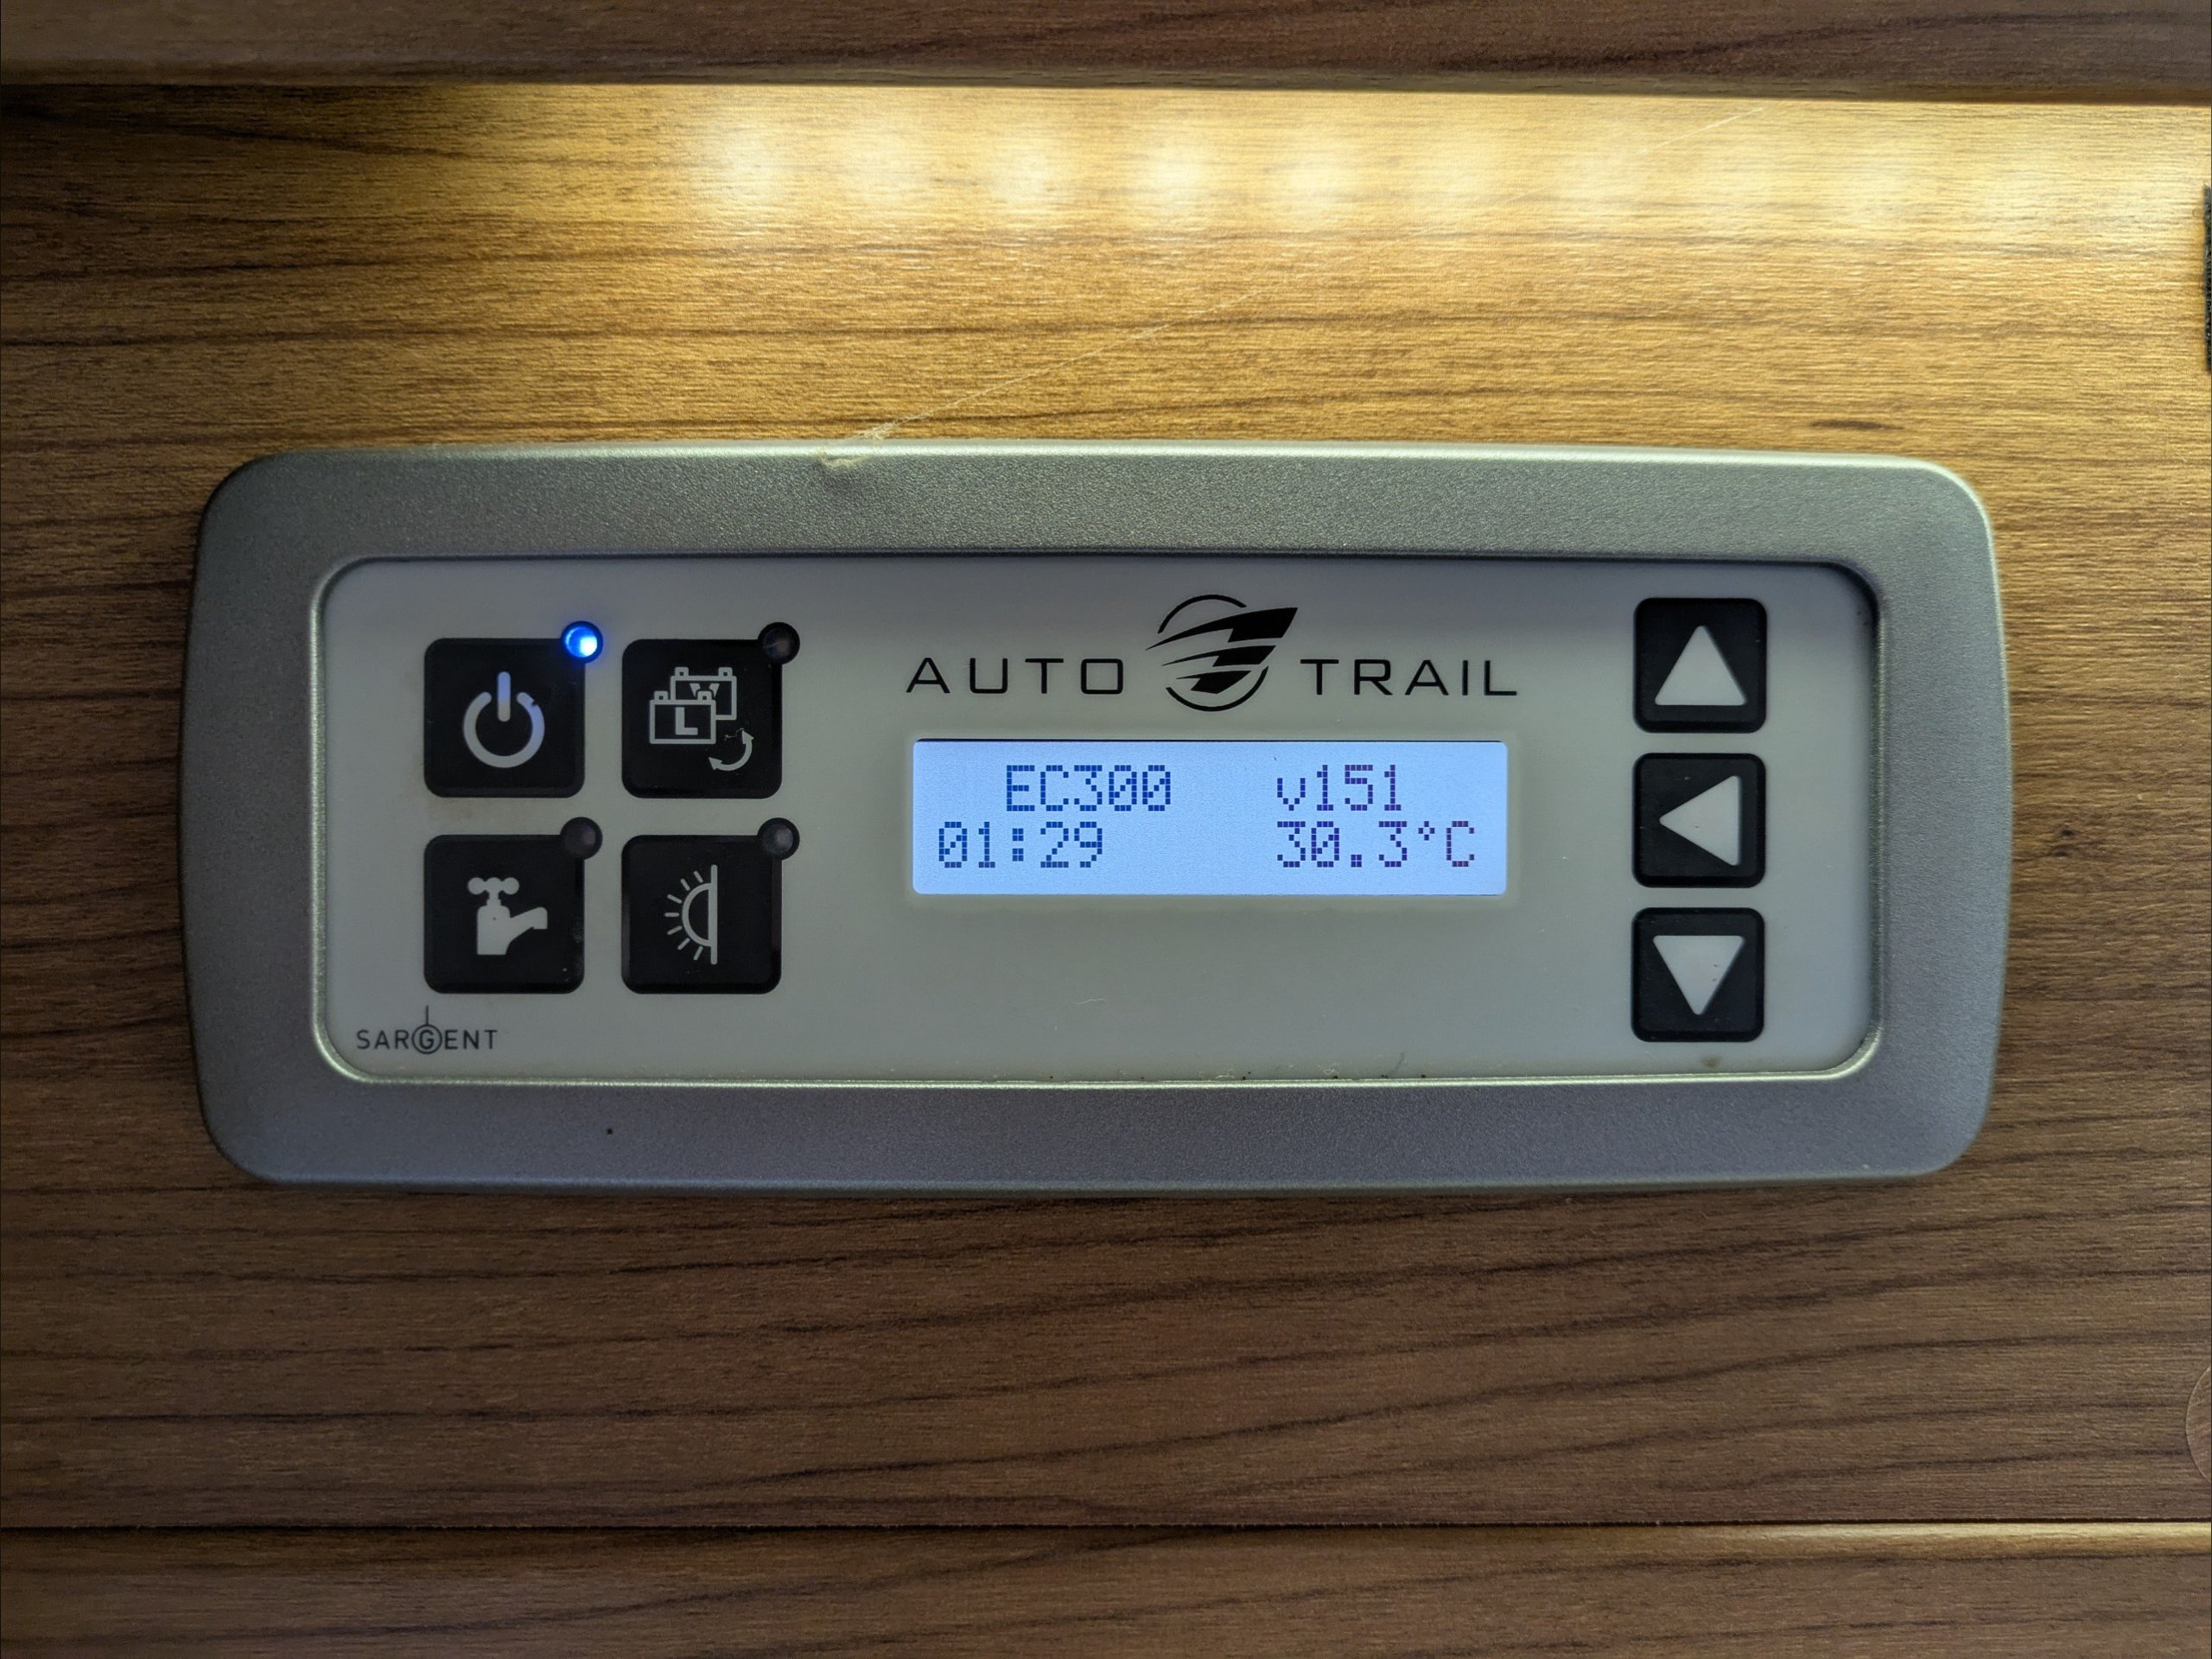 AUTO TRAIL
EC300 v151
01:29 30.3°C
V
L
SARGENT